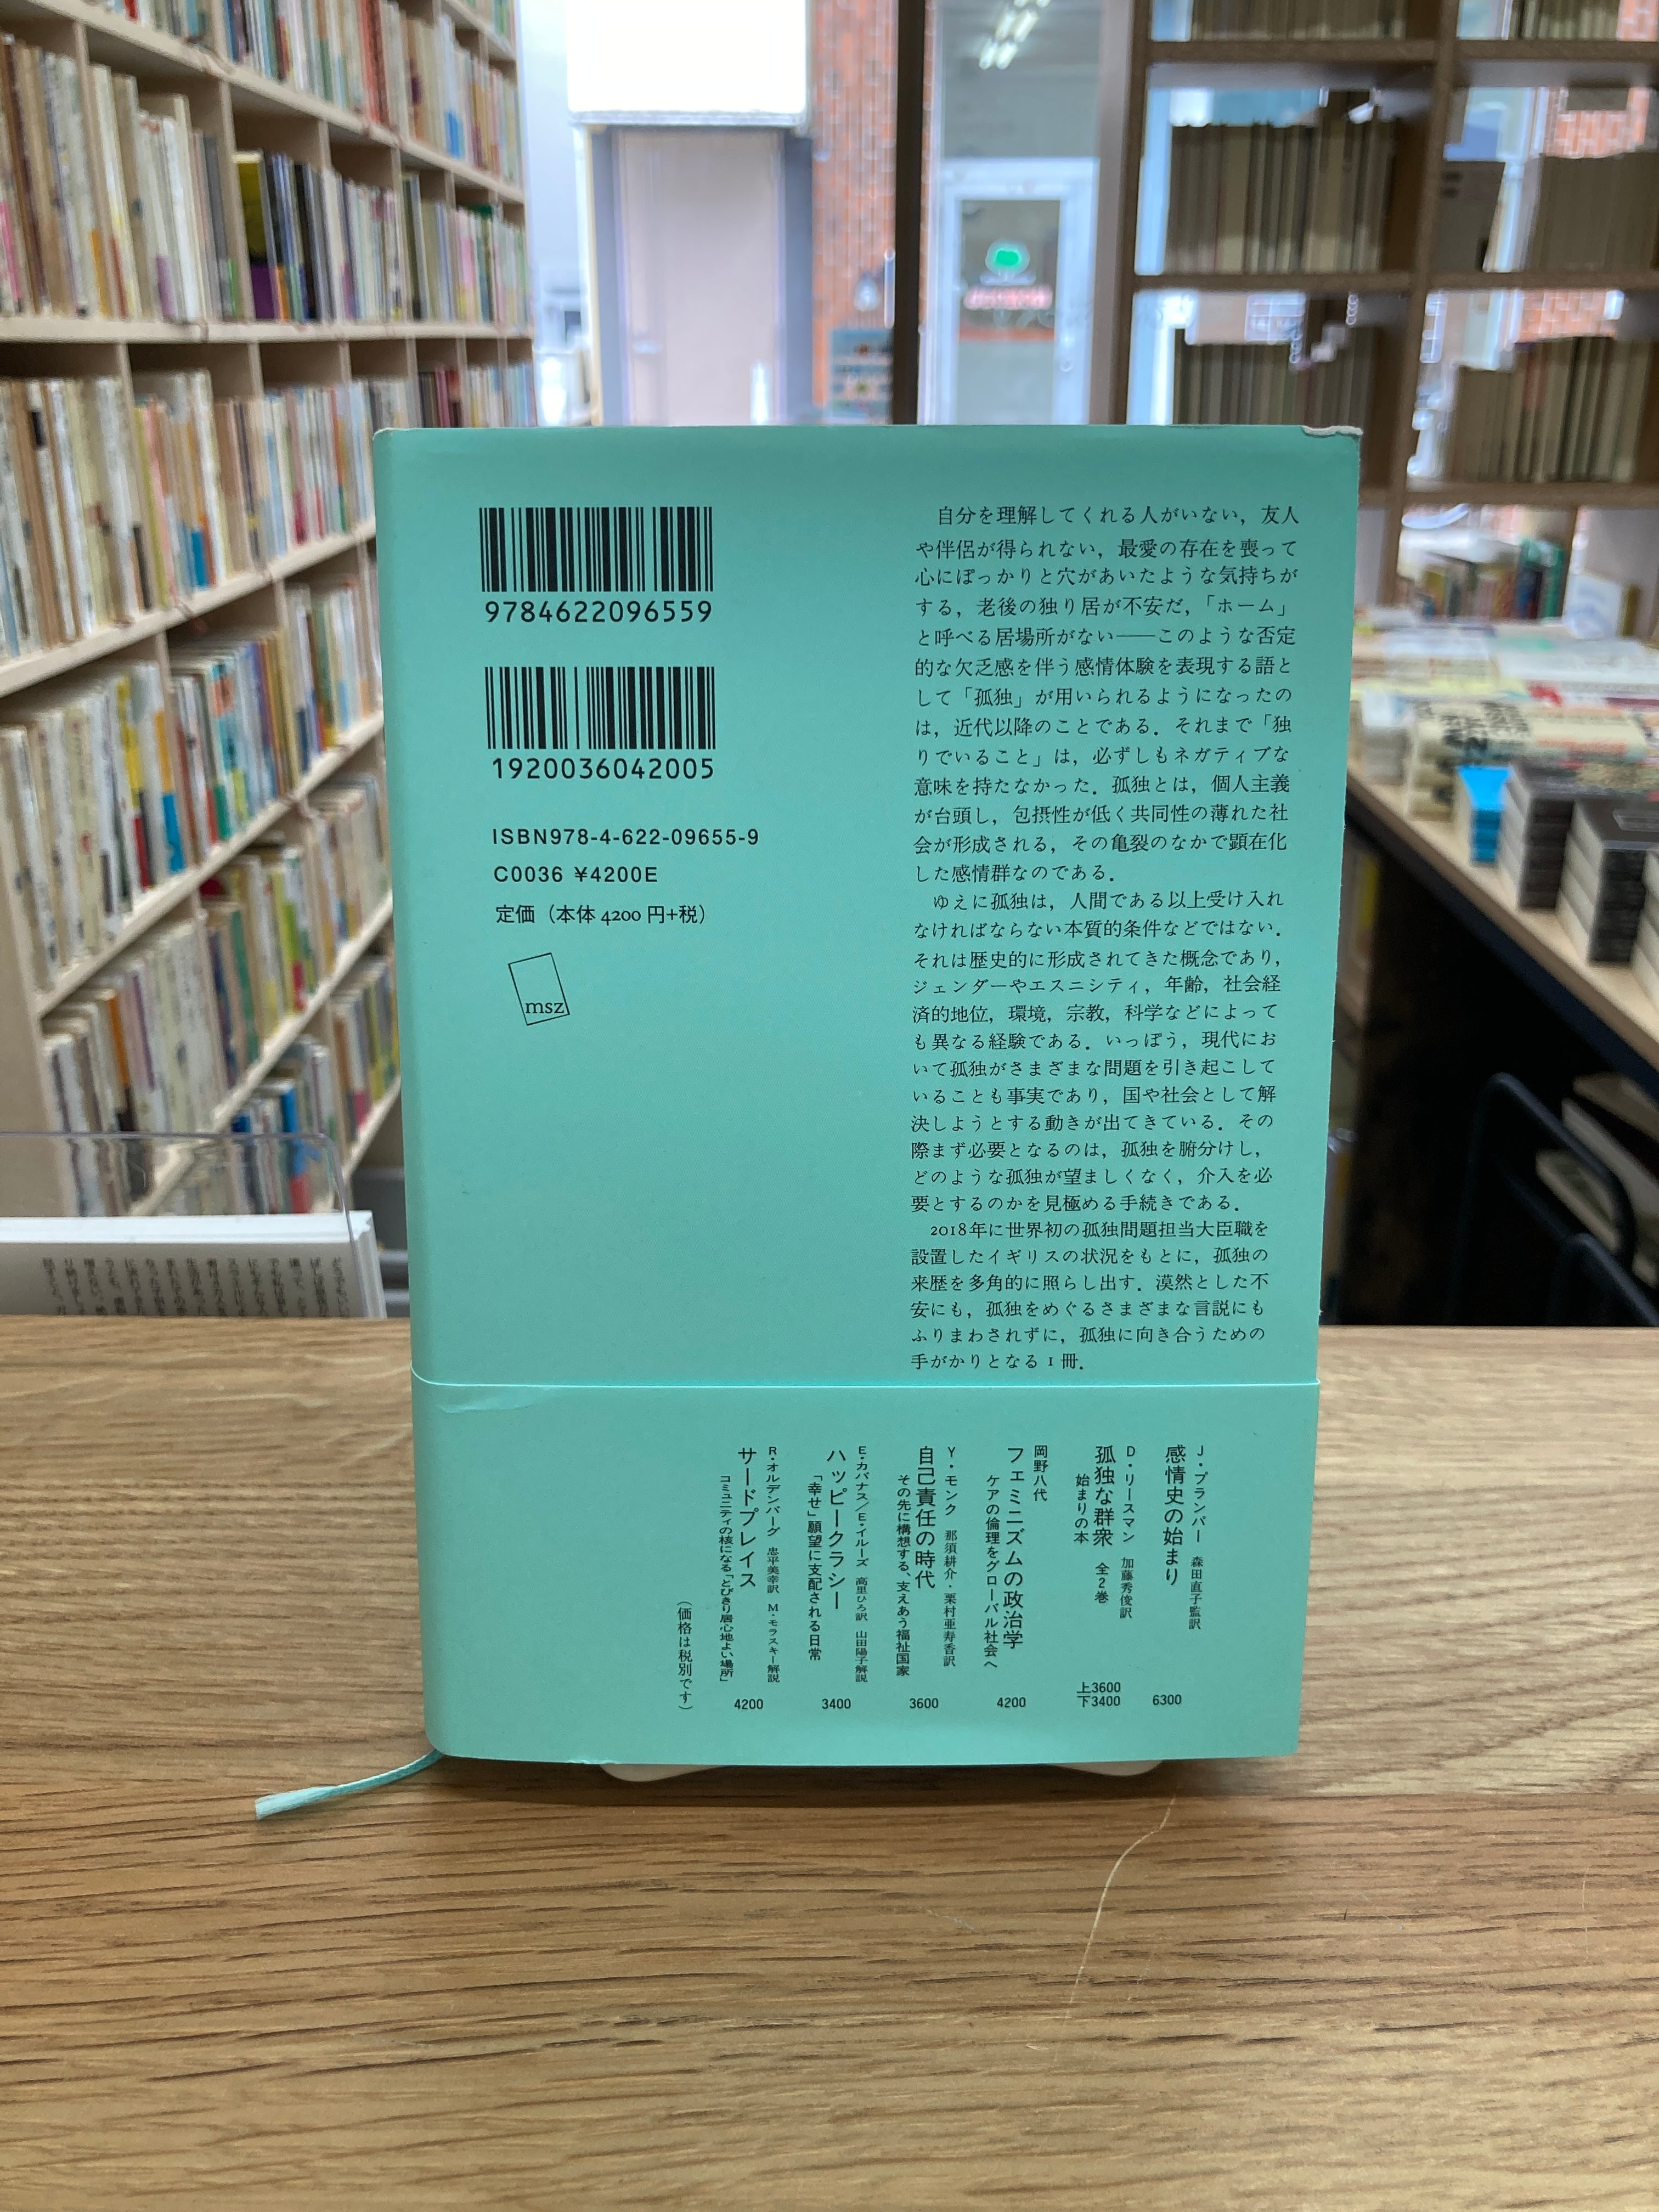 9784622096559
1920036042005
ISBN978-4-622-09655-9
C0036 ¥4200E
定価（本体 4200 円+税）
msz
自分を理解してくれる人がいない，友人
や伴侶が得られない，最愛の存在を喪って
心にぽっかりと穴があいたような気持ちが
する，老後の独り居が不安だ，「ホーム」
と呼べる居場所がない——このような否定
的な欠乏感を伴う感情体験を表現する語と
して「孤独」が用いられるようになったの
は，近代以降のことである．それまで「独
りでいること」は，必ずしもネガティブな
意味を持たなかった．孤独とは，個人主義
が台頭し，包摂性が低く共同性の薄れた社
会が形成される，その亀裂のなかで顕在化
した感情群なのである．
ゆえに孤独は，人間である以上受け入れ
なければならない本質的条件などではない．
それは歴史的に形成されてきた概念であり，
ジェンダーやエスニシティ，年齢，社会経
済的地位，環境，宗教，科学などによって
も異なる経験である．いっぽう，現代にお
いて孤独がさまざまな問題を引き起こして
いることも事実であり，国や社会として解
決しようとする動きが出てきている．その
際まず必要となるのは，孤独を腑分けし，
どのような孤独が望ましくなく，介入を必
要とするのかを見極める手続きである．
2018年に世界初の孤独問題担当大臣職を
設置したイギリスの状況をもとに，孤独の
来歴を多角的に照らし出す．漠然とした不
安にも，孤独をめぐるさまざまな言説にも
ふりまわされずに，孤独に向き合うための
手がかりとなる 1 冊．
J・プランパー 森田直子監訳
感情史の始まり
6300
D・リースマン 加藤秀俊訳
孤独な群衆 全2巻
始まりの本
上3600
下3400
岡野八代
フェミニズムの政治学
ケアの倫理をグローバル社会へ
4200
Y・モンク 那須耕介・栗村亜寿香訳
自己責任の時代
その先に構想する、支えあう福祉国家
3600
E・カバナス／E・イルーズ 高里ひろ訳 山田陽子解説
ハッピークラシー
「幸せ」願望に支配される日常
3400
R・オルデンバーグ 忠平美幸訳 M・モラスキー解説
サードプレイス
コミュニティの核になる「とびきり居心地よい場所」
4200
（価格は税別です）